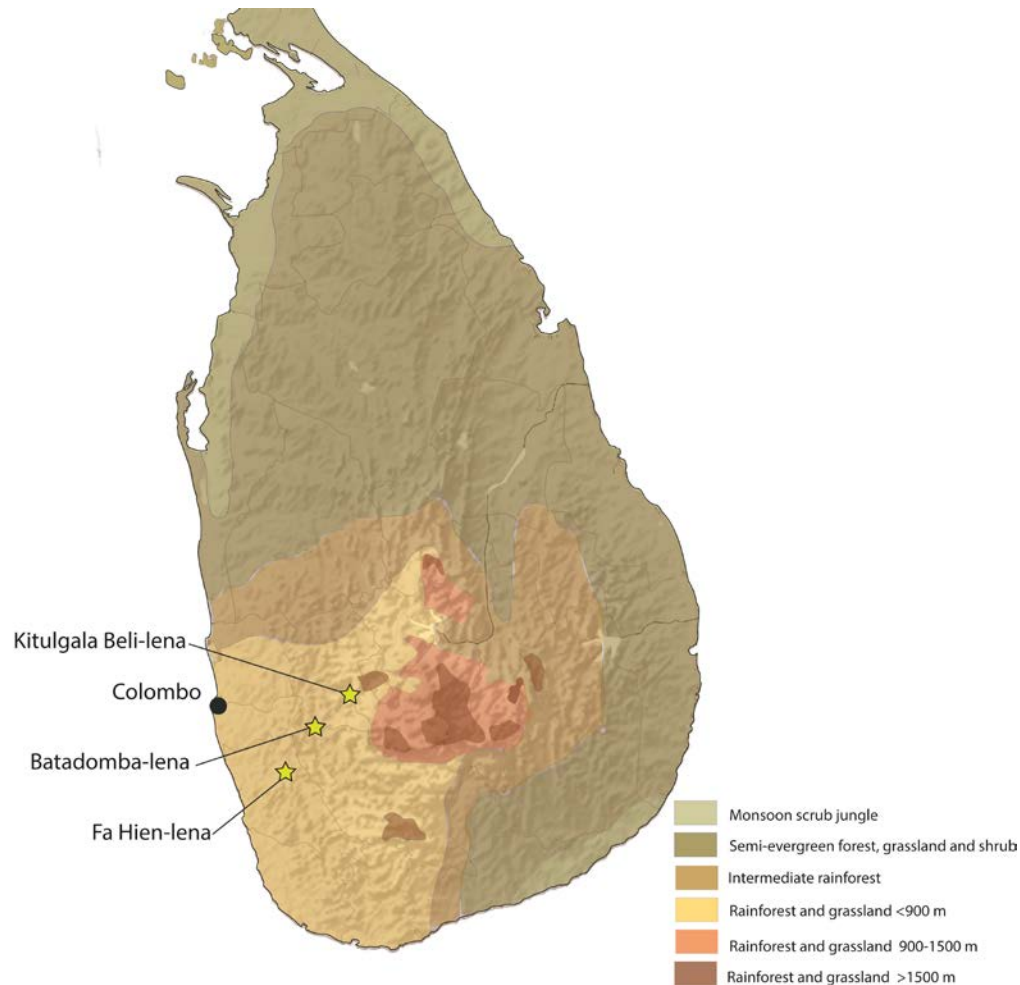 Kitulgala Beli-lena
Colombo
Batadomba-lena
Fa Hien-lena
Monsoon scrub jungle
Semi-evergreen forest, grassland and shrub
Intermediate rainforest
Rainforest and grassland <900 m
Rainforest and grassland 900-1500 m
Rainforest and grassland >1500 m